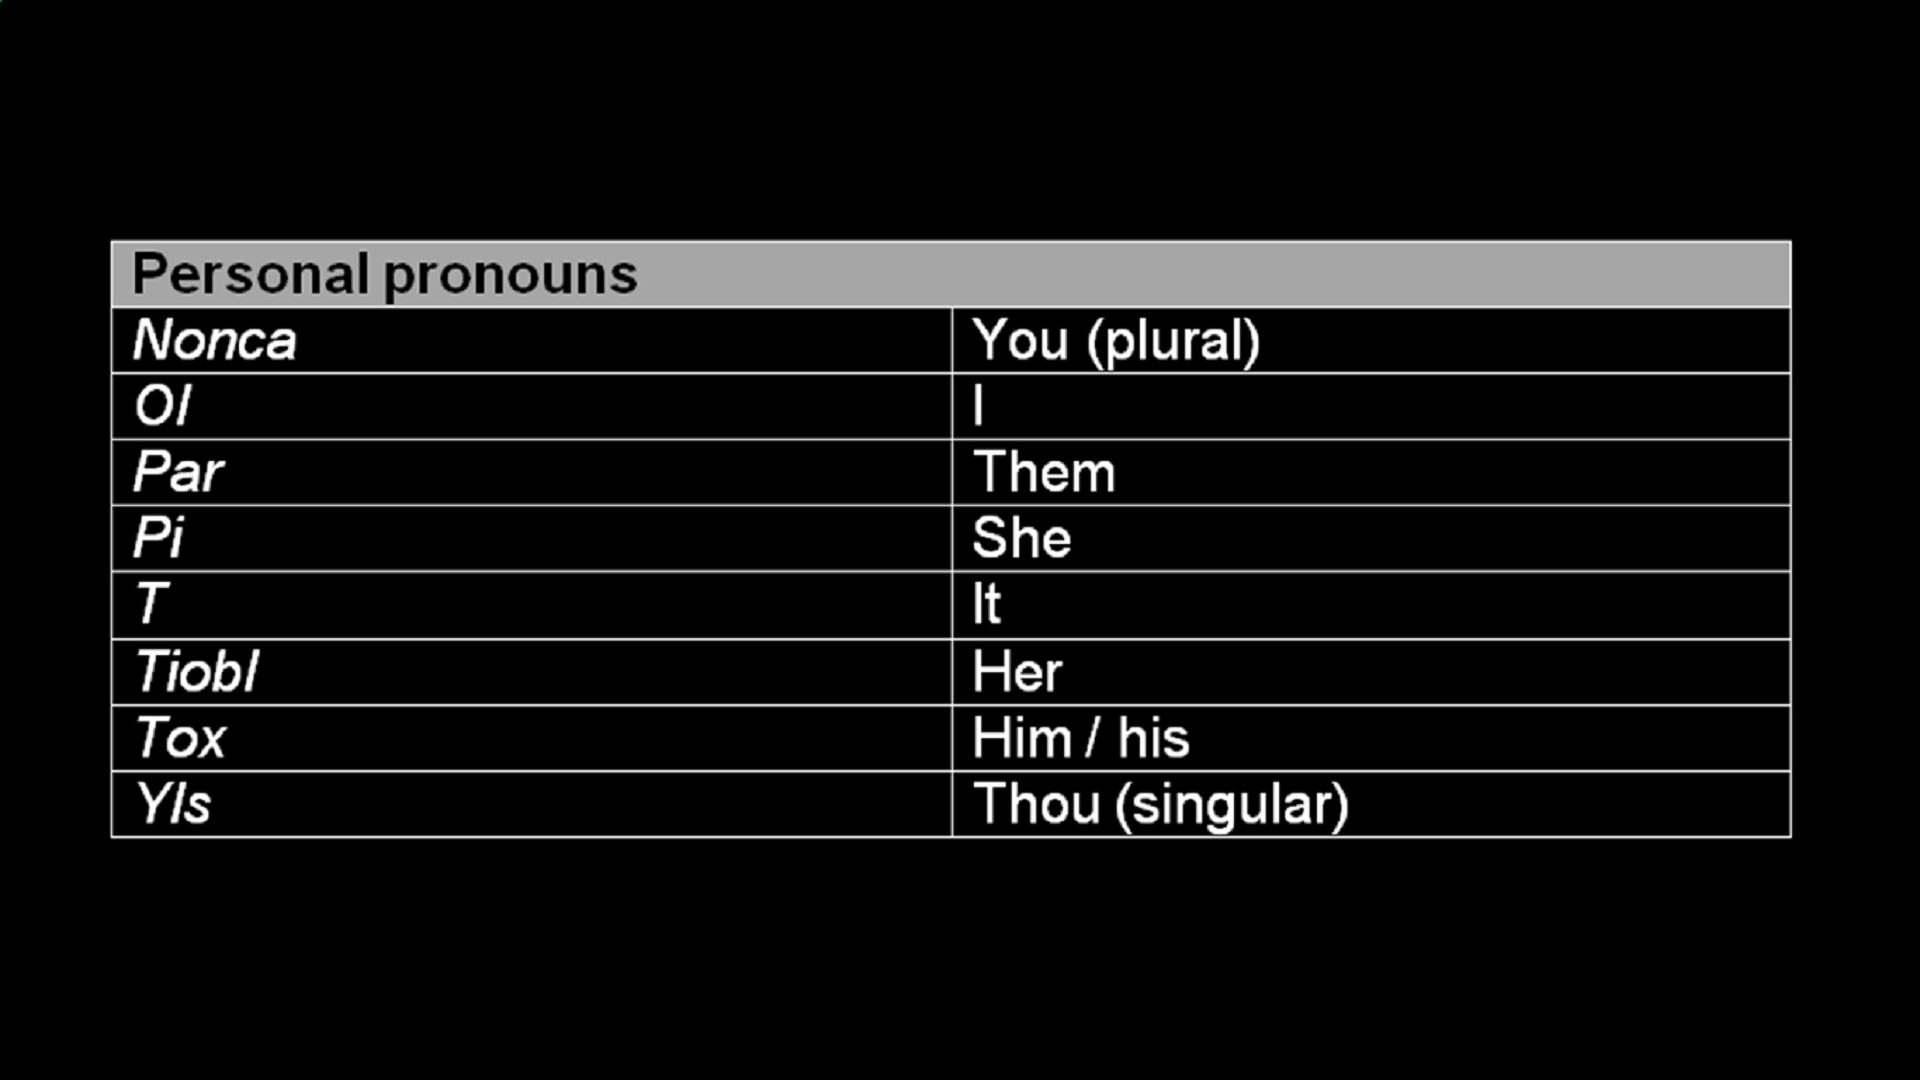 Personal pronouns
Nonca You (plural)
Ol I
Par Them
Pi She
T It
Tiobl Her
Tox Him / his
Yls Thou (singular)